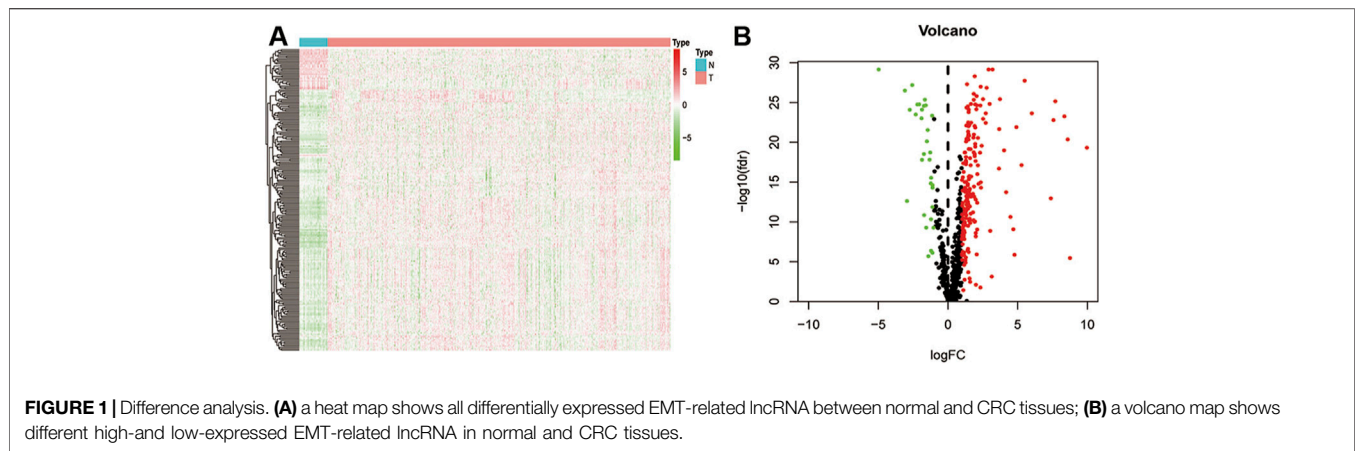 A
Type
5
0
−5
Type
N
T
B
Volcano
30
25
20
15
10
5
0
−log10(fdr)
−10
−5
0
5
10
logFC
FIGURE 1 | Difference analysis. (A) a heat map shows all differentially expressed EMT-related lncRNA between normal and CRC tissues; (B) a volcano map shows
different high-and low-expressed EMT-related lncRNA in normal and CRC tissues.